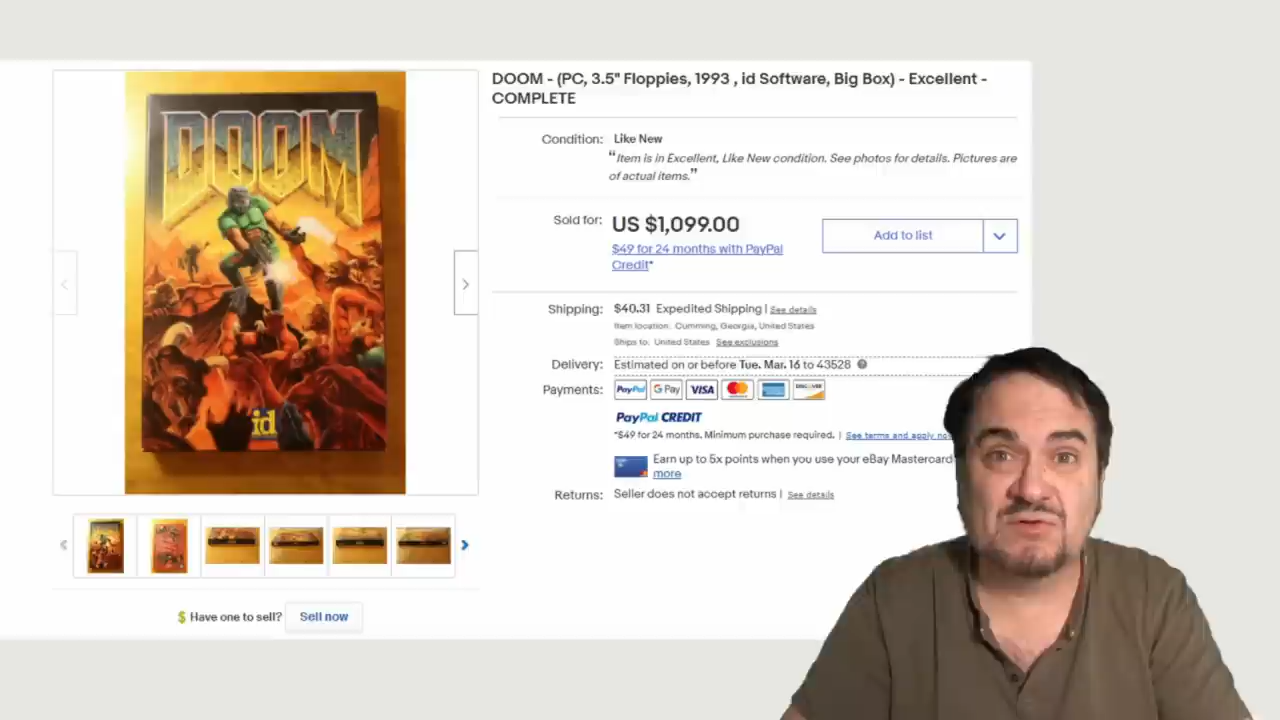 DOOM - (PC, 3.5" Floppies, 1993 , id Software, Big Box) - Excellent -
COMPLETE
Condition: Like New
"Item is in Excellent, Like New condition. See photos for details. Pictures are
of actual items."
Sold for: US $1,099.00
$49 for 24 months with PayPal
Credit*
Add to list
Shipping: $40.31 Expedited Shipping | See details
Item location: Cumming, Georgia, United States
Ships to: United States See exclusions
Delivery: Estimated on or before Tue. Mar. 16 to 43528
Payments: PayPal G Pay VISA DISCOVER
PayPal CREDIT
*$49 for 24 months. Minimum purchase required. | See terms and apply now
Earn up to 5x points when you use your eBay Mastercard
more
Returns: Seller does not accept returns | See details
DOOM
id
$ Have one to sell? Sell now